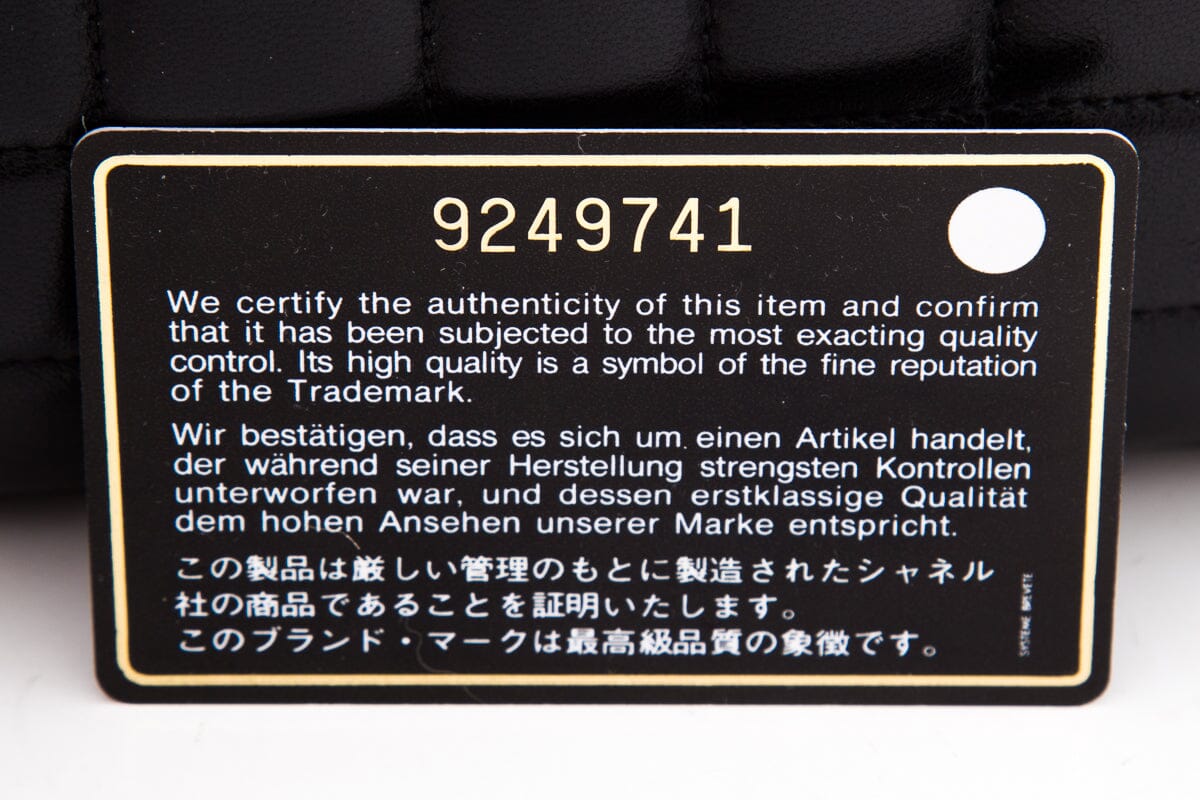 9249741
We certify the authenticity of this item and confirm
that it has been subjected to the most exacting quality
control. Its high quality is a symbol of the fine reputation
of the Trademark.
Wir bestätigen, dass es sich um einen Artikel handelt,
der während seiner Herstellung strengsten Kontrollen
unterworfen war, und dessen erstklassige Qualität
dem hohen Ansehen unserer Marke entspricht.
この製品は厳しい管理のもとに製造されたシャネル
社の商品であることを証明いたします。
このブランド・マークは最高級品質の象徴です。
SYSTEME BREVETE